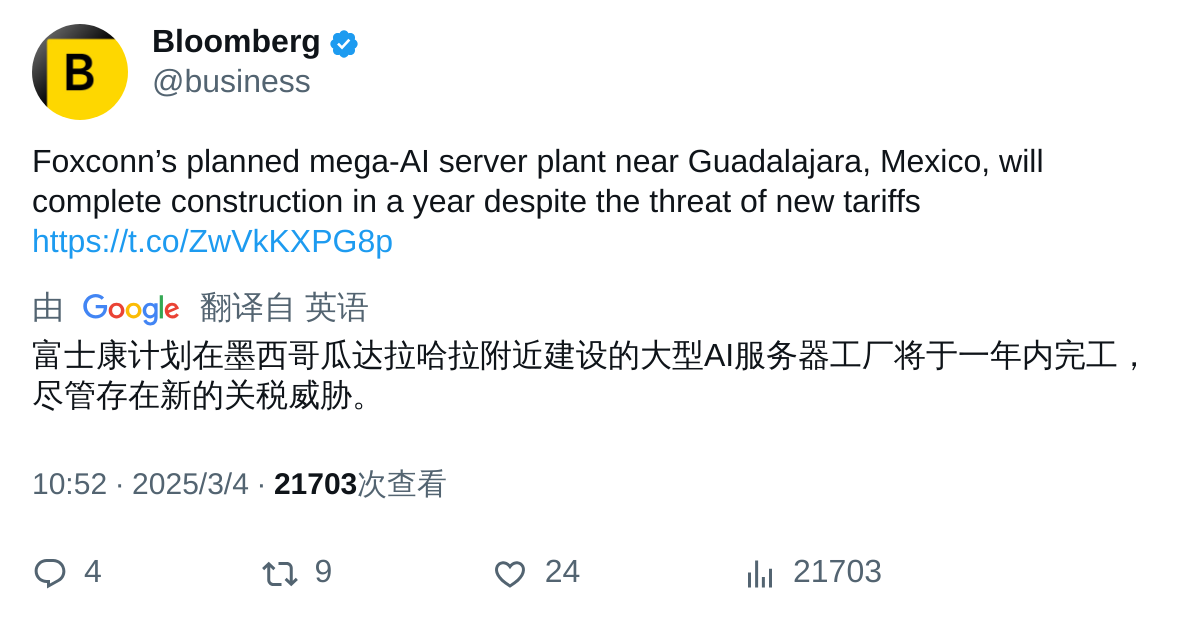 B
Bloomberg
@business
Foxconn’s planned mega-AI server plant near Guadalajara, Mexico, will
complete construction in a year despite the threat of new tariffs
https://t.co/ZwVkKXPG8p
由 Google 翻译自 英语
富士康计划在墨西哥瓜达拉哈拉附近建设的大型AI服务器工厂将于一年内完工，
尽管存在新的关税威胁。
10:52 · 2025/3/4 · 21703次查看
4 9 24 21703